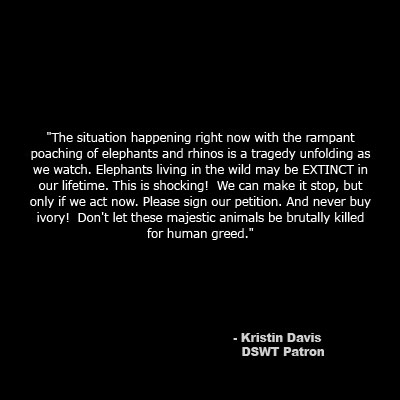 "The situation happening right now with the rampant
poaching of elephants and rhinos is a tragedy unfolding as
we watch. Elephants living in the wild may be EXTINCT in
our lifetime. This is shocking!  We can make it stop, but
only if we act now. Please sign our petition. And never buy
ivory!  Don't let these majestic animals be brutally killed
for human greed."
- Kristin Davis
DSWT Patron